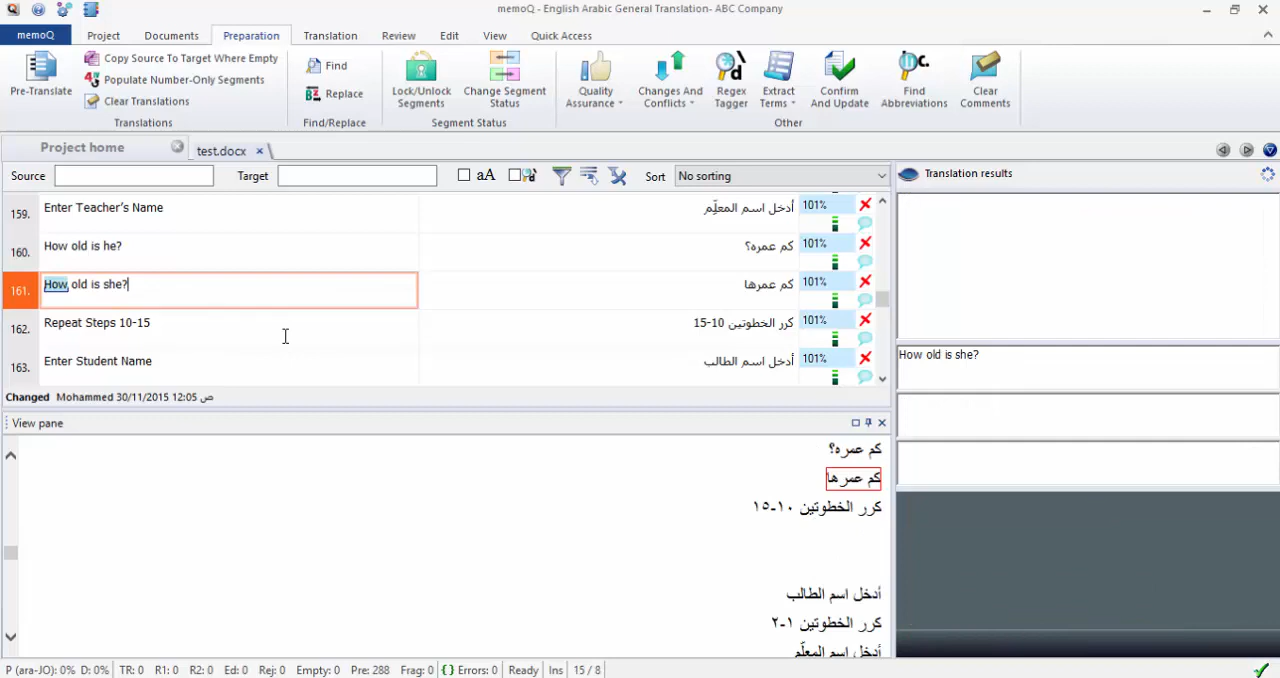 memoQ - English Arabic General Translation- ABC Company
memoQ Project Documents Preparation Translation Review Edit View Quick Access
Pre-Translate
Copy Source To Target Where Empty
Populate Number-Only Segments
Clear Translations
Translations
Find
Replace
Find/Replace
Lock/Unlock Segments
Change Segment Status
Segment Status
Quality Assurance
Changes And Conflicts
Regex Tagger
Extract Terms
Confirm And Update
Find Abbreviations
Clear Comments
Other
Project home test.docx
Source Target aA Sort No sorting
159. Enter Teacher's Name أدخل اسم المعلّم 101%
160. How old is he? كم عمره؟ 101%
161. How old is she? كم عمرها 101%
162. Repeat Steps 10-15 كرر الخطوتين 10-15 101%
163. Enter Student Name أدخل اسم الطالب 101%
Changed Mohammed 30/11/2015 12:05 ص
View pane
كم عمره؟
كم عمرها
كرر الخطوتين ١٠-١٥
أدخل اسم الطالب
كرر الخطوتين ١-٢
أدخل اسم المعلّم
Translation results
How old is she?
P (ara-JO): 0% D: 0% TR: 0 R1: 0 R2: 0 Ed: 0 Rej: 0 Empty: 0 Pre: 288 Frag: 0 {} Errors: 0 Ready Ins 15 / 8